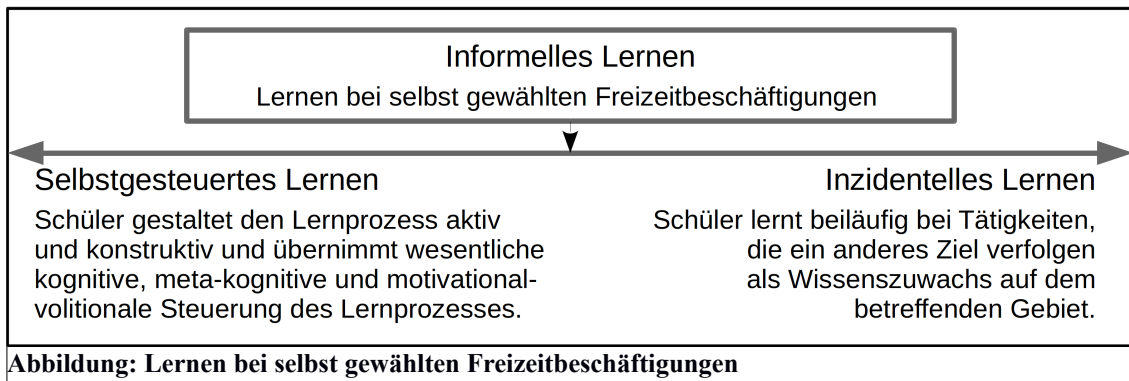 Informelles Lernen
Lernen bei selbst gewählten Freizeitbeschäftigungen
Selbstgesteuertes Lernen
Schüler gestaltet den Lernprozess aktiv
und konstruktiv und übernimmt wesentliche
kognitive, meta-kognitive und motivational-
volitionale Steuerung des Lernprozesses.
Inzidentelles Lernen
Schüler lernt beiläufig bei Tätigkeiten,
die ein anderes Ziel verfolgen
als Wissenszuwachs auf dem
betreffenden Gebiet.
Abbildung: Lernen bei selbst gewählten Freizeitbeschäftigungen